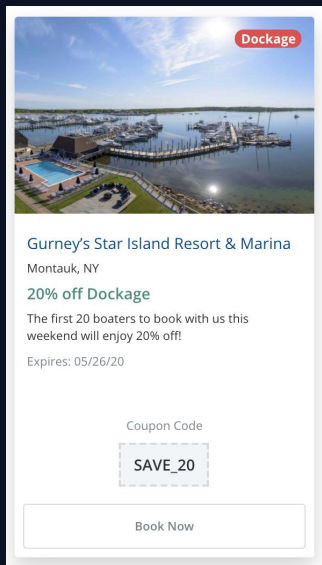 Dockage
Gurney’s Star Island Resort & Marina
Montauk, NY
20% off Dockage
The first 20 boaters to book with us this
weekend will enjoy 20% off!
Expires: 05/26/20
Coupon Code
SAVE_20
Book Now